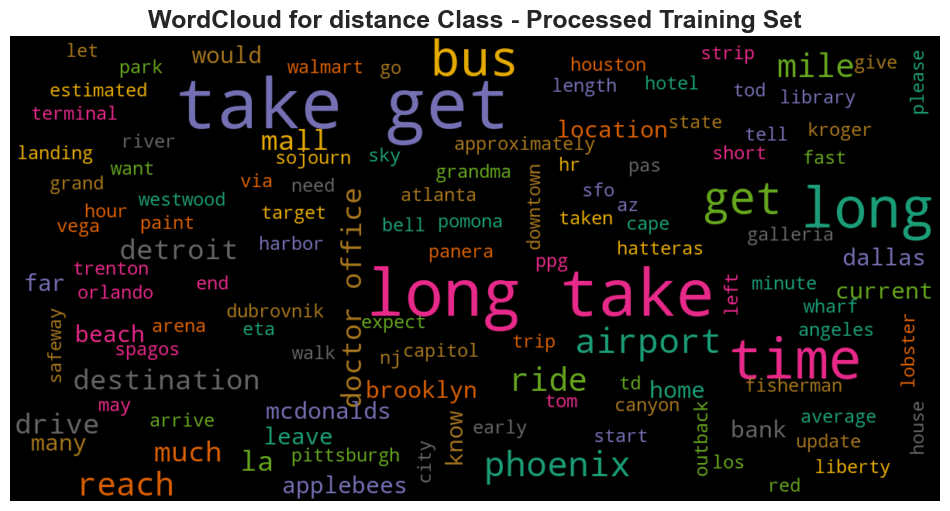 WordCloud for distance Class - Processed Training Set
let
would
bus
strip
park
walmart
go
houston
mile
give
please
estimated
take get
length
hotel
tod
library
terminal
mall
location
state
tell
kroger
river
approximately
landing
sojourn
sky
hr
short
fast
want
grandma
pas
grand
via
need
atlanta
downtown
sfo
az
get
long
westwood
hour
target
bell
pomona
taken
cape
vega
paint
galleria
detroit
harbor
doctor office
panera
hatteras
dallas
trenton
ppg
far
orlando
end
long take
left
minute
current
dubrovnik
wharf
beach
arena
eta
expect
angeles
safeway
spagos
walk
nj
capitol
trip
airport
time
lobster
destination
brooklyn
ride
td
home
fisherman
may
mcdonalds
tom
canyon
average
drive
arrive
know
early
start
outback
bank
house
many
leave
update
much
la
pittsburgh
city
phoenix
los
liberty
reach
applebees
red